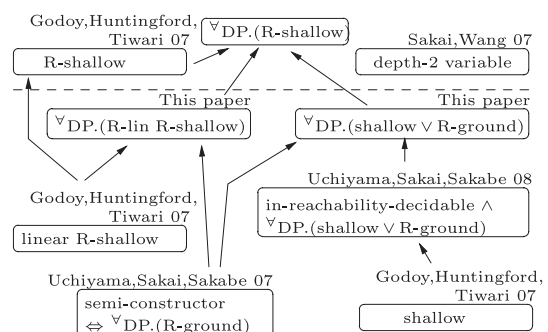 Godoy,Huntingford,
Tiwari 07
R-shallow
∀DP.(R-shallow)
Sakai,Wang 07
depth-2 variable
This paper
∀DP.(R-lin R-shallow)
This paper
∀DP.(shallow ∨ R-ground)
Uchiyama,Sakai,Sakabe 08
in-reachability-decidable ∧
∀DP.(shallow ∨ R-ground)
Godoy,Huntingford,
Tiwari 07
linear R-shallow
Uchiyama,Sakai,Sakabe 07
semi-constructor
⇔ ∀DP.(R-ground)
Godoy,Huntingford,
Tiwari 07
shallow